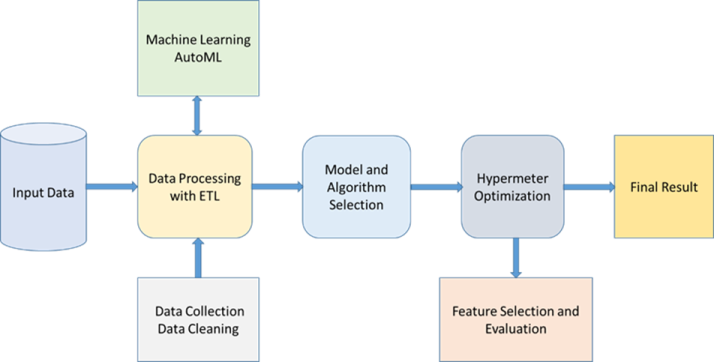 Machine Learning
AutoML
Input Data
Data Processing
with ETL
Model and
Algorithm
Selection
Hypermeter
Optimization
Final Result
Data Collection
Data Cleaning
Feature Selection and
Evaluation